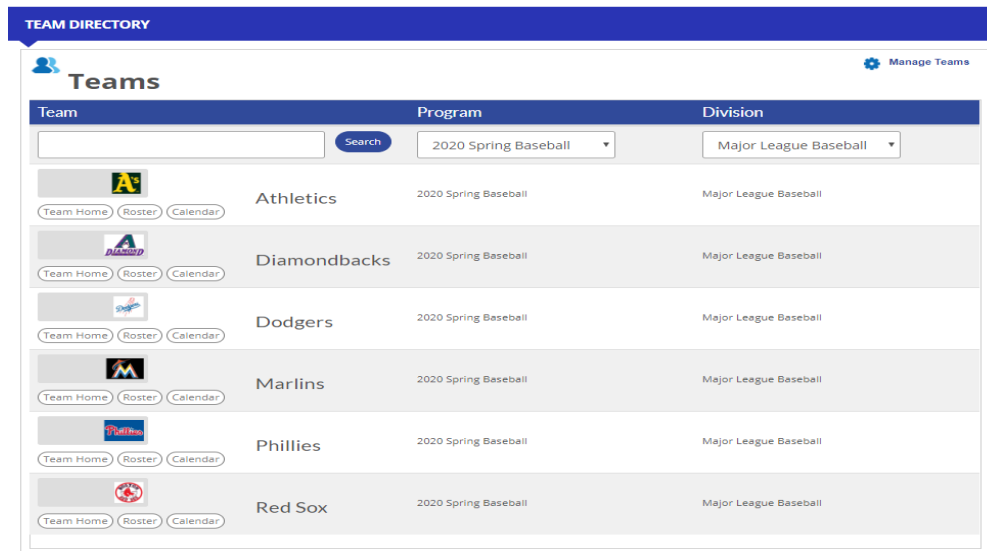 TEAM DIRECTORY
Teams
Manage Teams
Team Program Division
Search 2020 Spring Baseball Major League Baseball
A's
Team Home Roster Calendar
Athletics 2020 Spring Baseball Major League Baseball
A
DIAMOND
Team Home Roster Calendar
Diamondbacks 2020 Spring Baseball Major League Baseball
Dodgers
Team Home Roster Calendar
Dodgers 2020 Spring Baseball Major League Baseball
M
Team Home Roster Calendar
Marlins 2020 Spring Baseball Major League Baseball
Phillies
Team Home Roster Calendar
Phillies 2020 Spring Baseball Major League Baseball
Team Home Roster Calendar
Red Sox 2020 Spring Baseball Major League Baseball